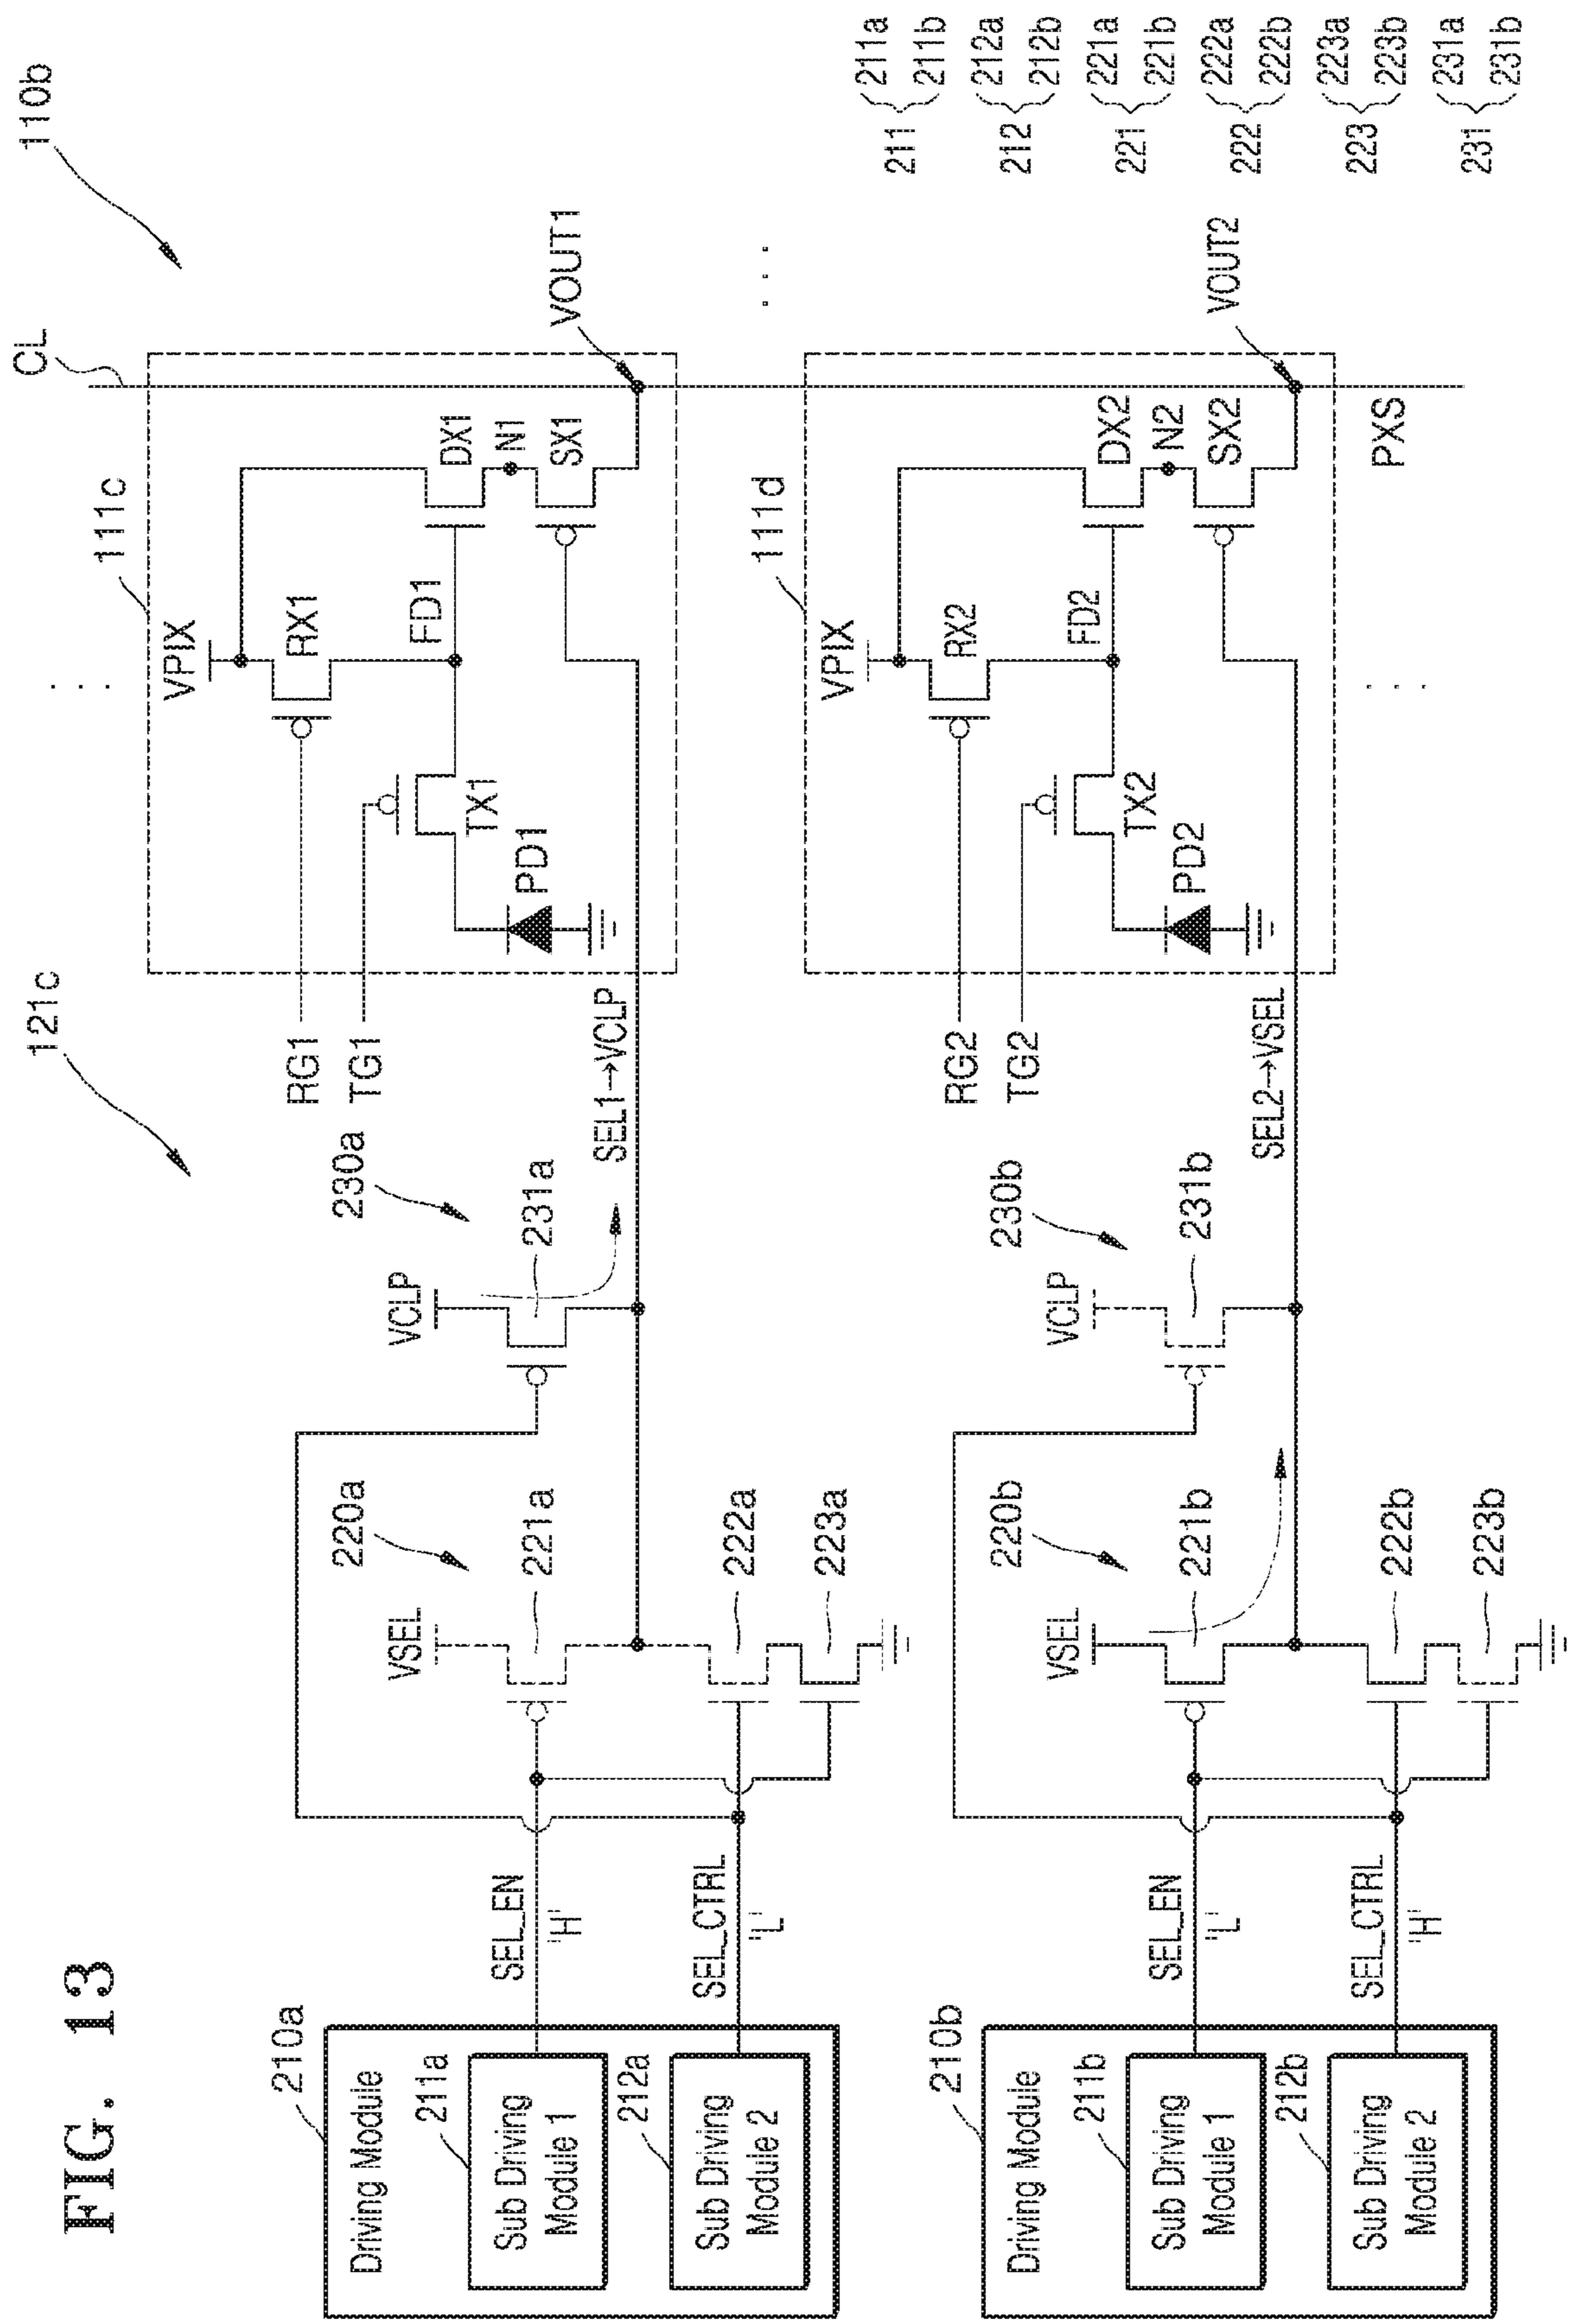 FIG. 13
121c
110b
CL
210a
Driving Module
211a
Sub Driving
Module 1
212a
Sub Driving
Module 2
SEL_EN
"H"
SEL_CTRL
"L"
220a
VSEL
221a
222a
223a
230a
VCLP
231a
SEL1→VCLP
RG1
TG1
111c
VPIX
RX1
FD1
TX1
PD1
DX1
N1
SX1
VOUT1
210b
Driving Module
211b
Sub Driving
Module 1
212b
Sub Driving
Module 2
SEL_EN
"L"
SEL_CTRL
"H"
220b
VSEL
221b
222b
223b
230b
VCLP
231b
SEL2→VSEL
RG2
TG2
111d
VPIX
RX2
FD2
TX2
PD2
DX2
N2
SX2
VOUT2
PXS
211 { 211a
211b
212 { 212a
212b
221 { 221a
221b
222 { 222a
222b
223 { 223a
223b
231 { 231a
231b